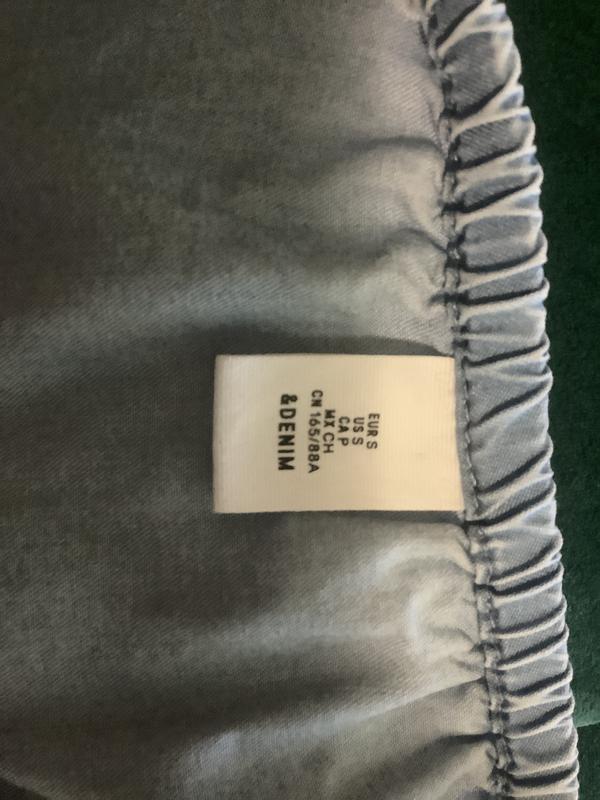 EUR S
US S
CA P
MX CH
CN 165/88A
&DENIM